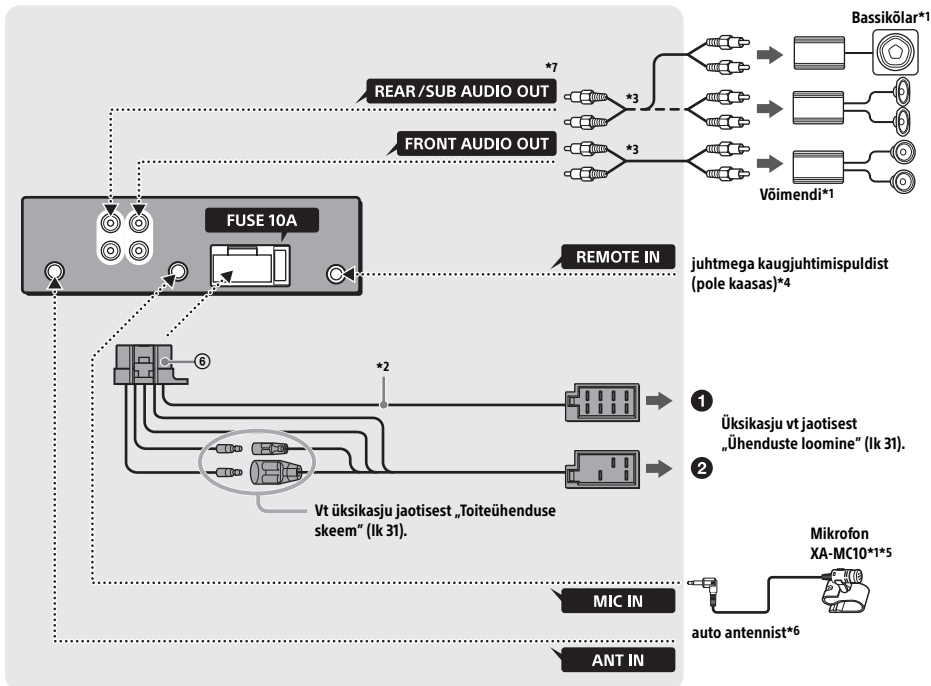 Bassikõlar*1
*7
REAR/SUB AUDIO OUT
*3
FRONT AUDIO OUT
*3
Võimendi*1
FUSE 10A
REMOTE IN
juhtmega kaugjuhtimispuldist
(pole kaasas)*4
⑥
*2
❶
Üksikasju vt jaotisest
„Ühenduste loomine” (lk 31).
❷
Vt üksikasju jaotisest „Toiteühenduse
skeem” (lk 31).
Mikrofon
XA-MC10*1*5
MIC IN
auto antennist*6
ANT IN